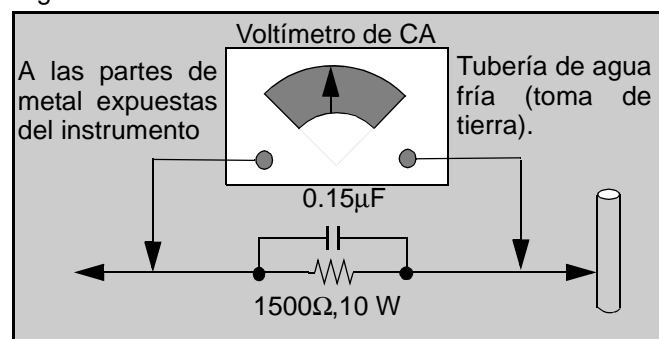 Voltímetro de CA
A las partes de
metal expuestas
del instrumento
Tubería de agua
fría (toma de
tierra).
0.15μF
1500Ω,10 W